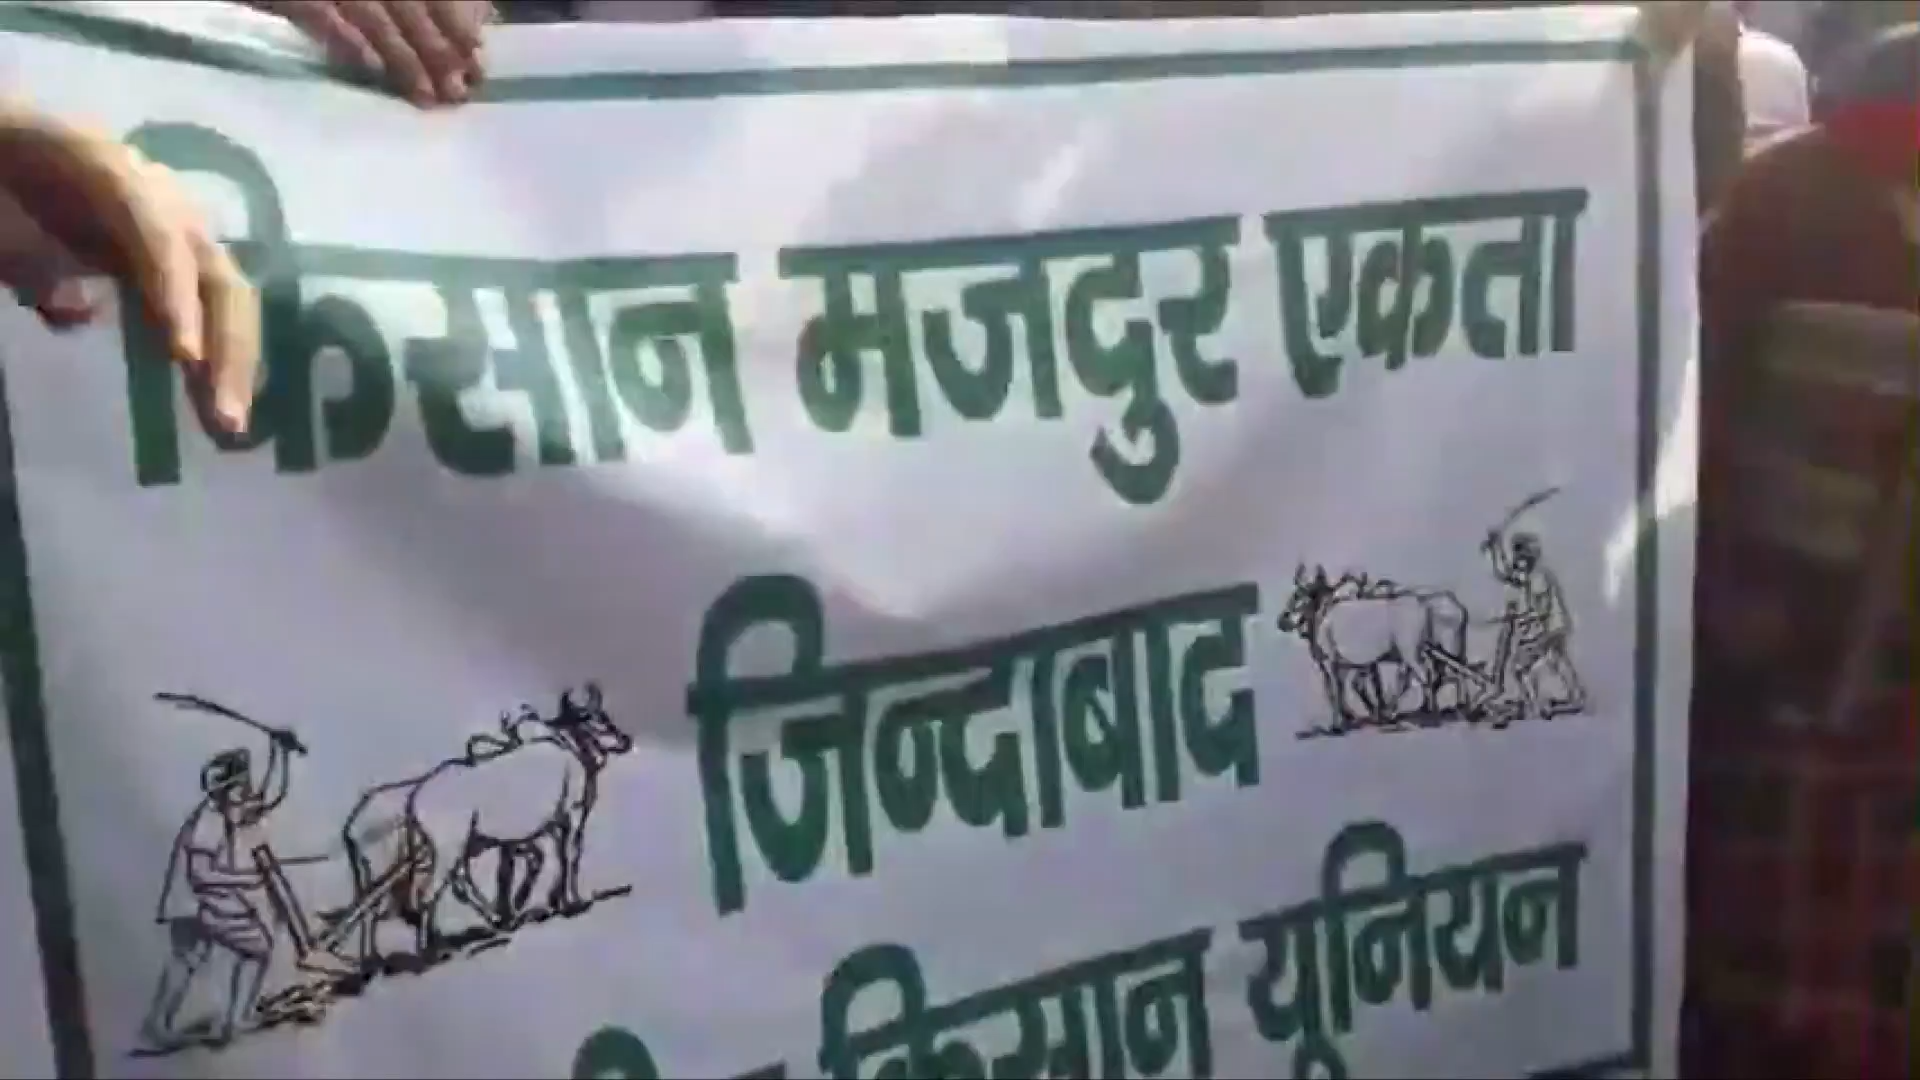 किसान मजदुर एकता
जिन्दाबाद
किसान यूनियन